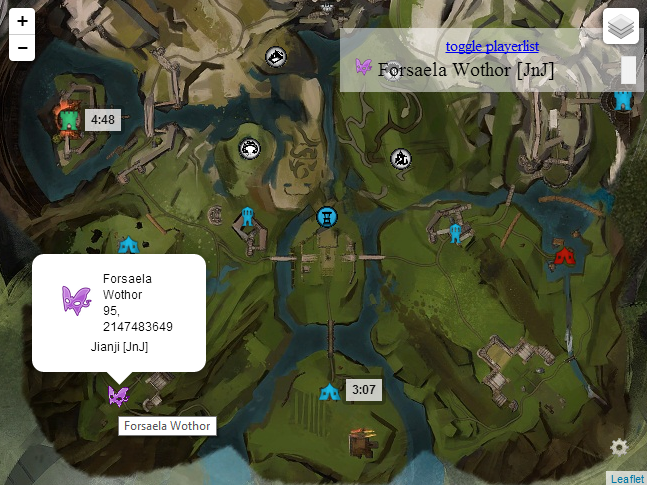 +
−
toggle playerlist
Forsaela Wothor [JnJ]
4:48
Forsaela
Wothor
95,
2147483649
Jianji [JnJ]
3:07
Forsaela Wothor
Leaflet